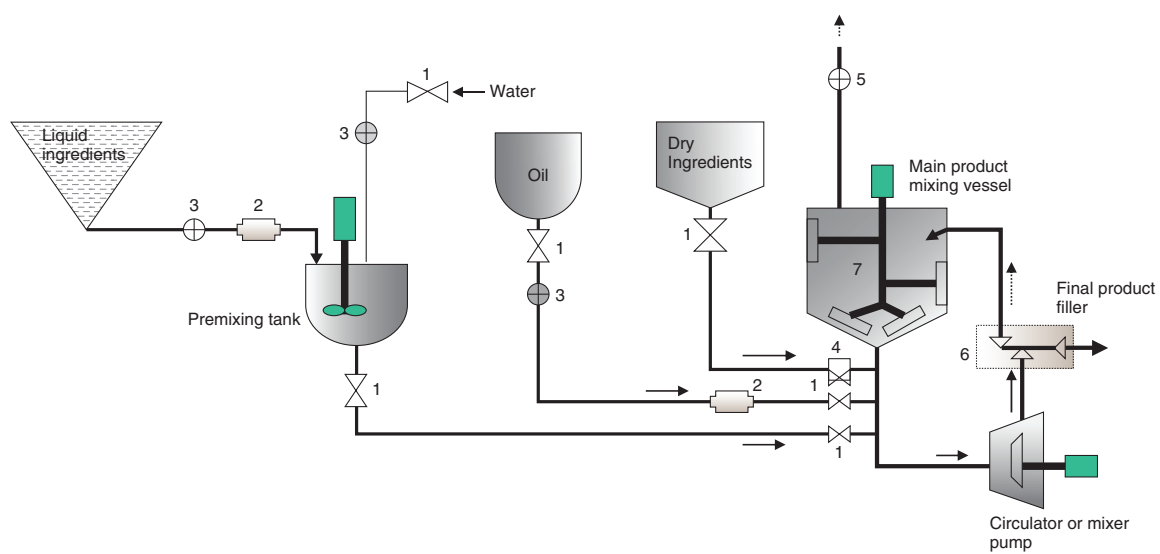 5
1
Water
Liquid
ingredients
3
Oil
Dry
Ingredients
Main product
mixing vessel
3
2
1
1
7
3
Final product
filler
Premixing tank
4
6
1
2
1
1
Circulator or mixer
pump